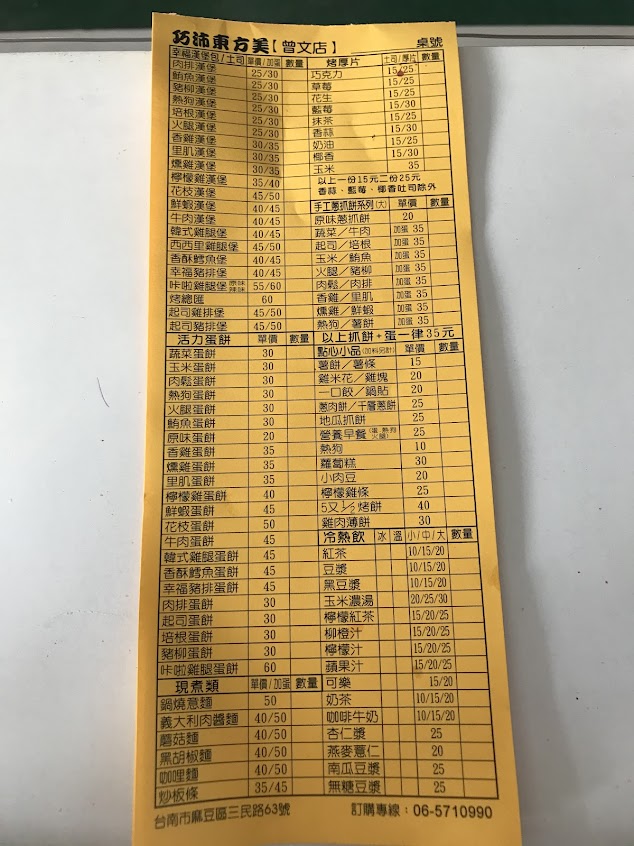 巧沛東方美【曾文店】 桌號
幸福漢堡包/土司 單價/加蛋 數量
肉排漢堡 25/30
鮪魚漢堡 25/30
豬柳漢堡 25/30
熱狗漢堡 25/30
培根漢堡 25/30
火腿漢堡 25/30
香雞漢堡 30/35
里肌漢堡 30/35
燻雞漢堡 30/35
檸檬雞漢堡 35/40
花枝漢堡 40/45
鮮蝦漢堡 40/45
牛肉漢堡 40/45
韓式雞腿堡 40/45
西西里雞腿堡 45/50
香酥鱈魚堡 40/45
幸福豬排堡 40/45
咔啦雞腿堡 原味 辣味 55/60
烤總匯 60
起司雞排堡 45/50
起司豬排堡 45/50
活力蛋餅 單價 數量
蔬菜蛋餅 30
玉米蛋餅 30
肉鬆蛋餅 30
熱狗蛋餅 30
火腿蛋餅 30
鮪魚蛋餅 30
原味蛋餅 20
香雞蛋餅 35
燻雞蛋餅 35
里肌蛋餅 35
檸檬雞蛋餅 40
鮮蝦蛋餅 45
花枝蛋餅 50
牛肉蛋餅 45
韓式雞腿蛋餅 45
香酥鱈魚蛋餅 45
幸福豬排蛋餅 45
肉排蛋餅 30
起司蛋餅 30
培根蛋餅 30
豬柳蛋餅 30
咔啦雞腿蛋餅 60
現煮類 單價/加蛋 數量
鍋燒意麵 50
義大利肉醬麵 40/50
蘑菇麵 40/50
黑胡椒麵 40/50
咖哩麵 40/50
炒板條 35/45
烤厚片 土司/厚片 數量
巧克力 15/25
草莓 15/25
花生 15/25
藍莓 15/30
抹茶 15/25
香蒜 15/30
奶油 15/25
椰香 15/30
玉米 35
以上一份15元二份25元
香蒜、藍莓、椰香吐司除外
手工蔥抓餅系列(大) 單價 數量
原味蔥抓餅 20
蔬菜／牛肉 加蛋 35
起司／培根 加蛋 35
玉米／鮪魚 加蛋 35
火腿／豬柳 加蛋 35
肉鬆／肉排 加蛋 35
香雞／里肌 加蛋 35
燻雞／鮮蝦 加蛋 35
熱狗／薯餅 加蛋 35
以上抓餅+蛋一律35元
點心小品(加料另計) 單價 數量
薯餅／薯條 15
雞米花／雞塊 20
一口餃／鍋貼 20
蔥肉餅／千層蔥餅 25
地瓜抓餅 25
營養早餐(蛋.熱狗 火腿) 25
熱狗 10
蘿蔔糕 30
小肉豆 20
檸檬雞條 25
5又1/2烤餅 40
雞肉薄餅 30
冷熱飲 冰 溫 小/中/大 數量
紅茶 10/15/20
豆漿 10/15/20
黑豆漿 10/15/20
玉米濃湯 20/25/30
檸檬紅茶 15/20/25
柳橙汁 15/20/25
檸檬汁 15/20/25
蘋果汁 15/20/25
可樂 15/20
奶茶 10/15/20
咖啡牛奶 10/15/20
杏仁漿 25
燕麥薏仁 20
南瓜豆漿 25
無糖豆漿 25
台南市麻豆區三民路63號 訂購專線：06-5710990